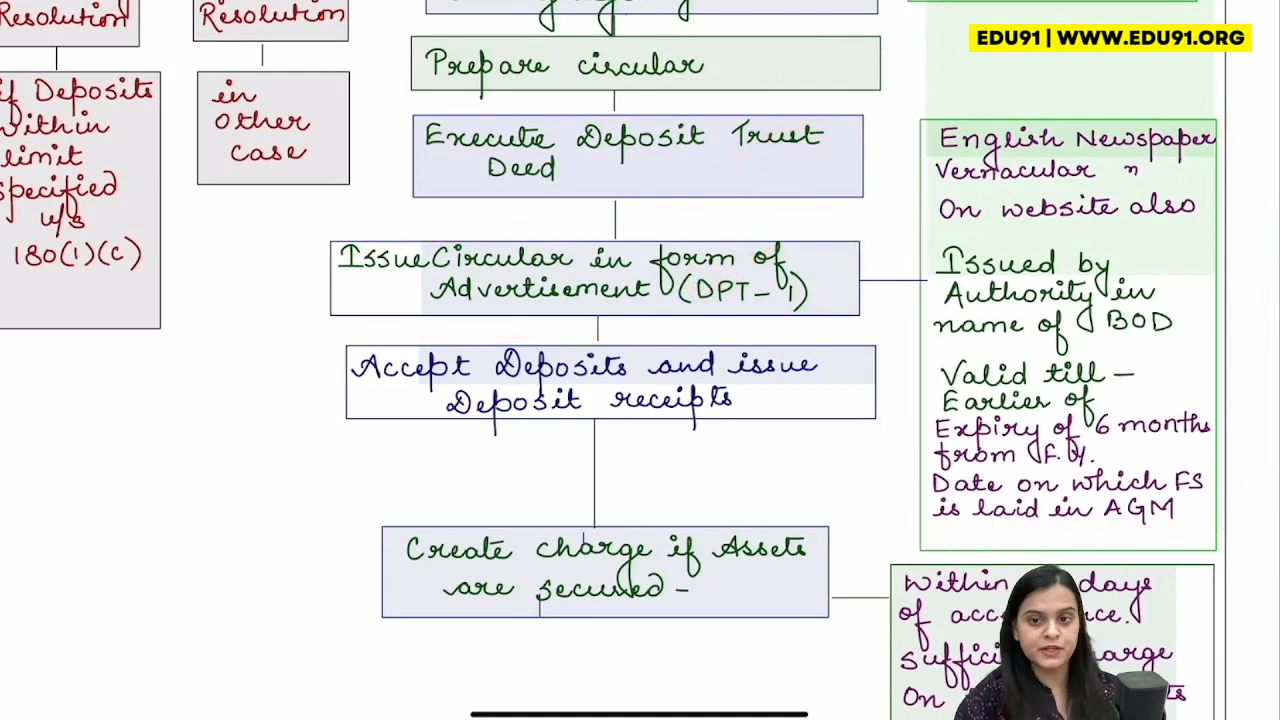 Resolution
if Deposits
within
limit
specified
u/s
180(1)(c)
Resolution
in
other
case
Prepare circular
Execute Deposit Trust
Deed
Issue Circular in form of
Advertisement (DPT-1)
Accept Deposits and issue
Deposit receipts
Create charge if Assets
are secured -
EDU91 | WWW.EDU91.ORG
English Newspaper
Vernacular "
On website also
Issued by
Authority in
name of BOD
Valid till -
Earlier of
Expiry of 6 months
from F.Y.
Date on which FS
is laid in AGM
Within days
of
On